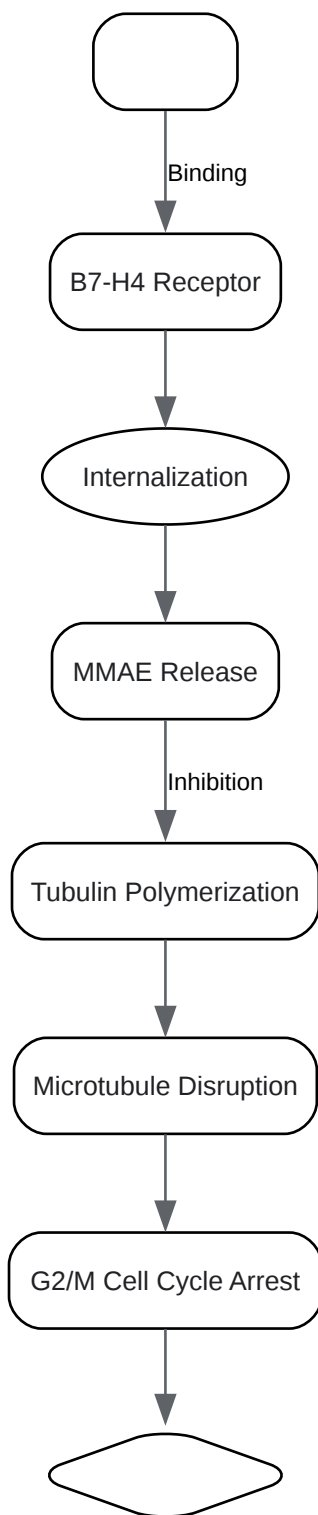 Binding
B7-H4 Receptor
Internalization
MMAE Release
Inhibition
Tubulin Polymerization
Microtubule Disruption
G2/M Cell Cycle Arrest